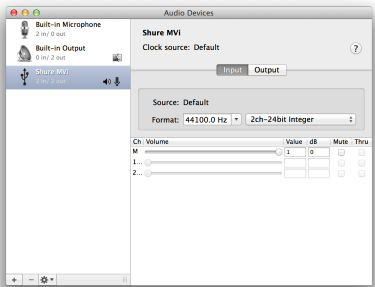 Audio Devices
Built-in Microphone
2 in/ 0 out
Built-in Output
0 in/ 2 out
Shure MVi
2 in/ 2 out
Shure MVi
Clock source: Default
?
Input Output
Source: Default
Format: 44100.0 Hz 2ch-24bit Integer
Ch Volume Value dB Mute Thru
M 1 0
1...
2...